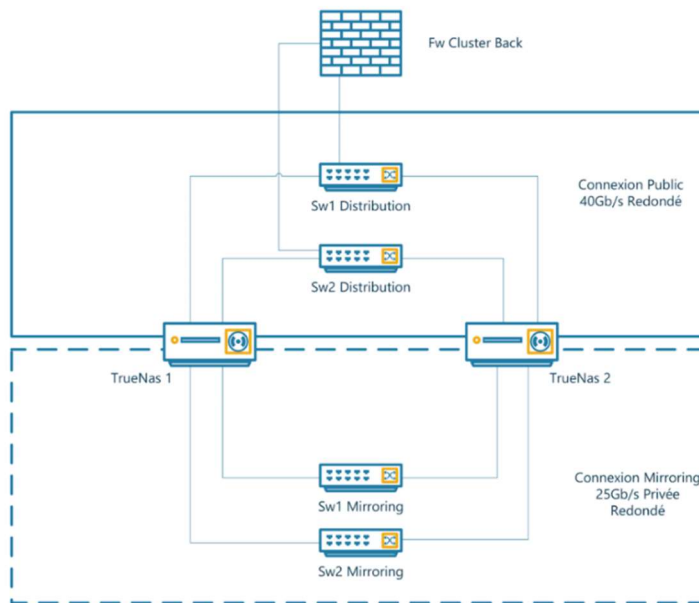 Fw Cluster Back
Sw1 Distribution
Connexion Public
40Gb/s Redondé
Sw2 Distribution
TrueNas 1
TrueNas 2
Sw1 Mirroring
Connexion Mirroring
25Gb/s Privée
Redondé
Sw2 Mirroring